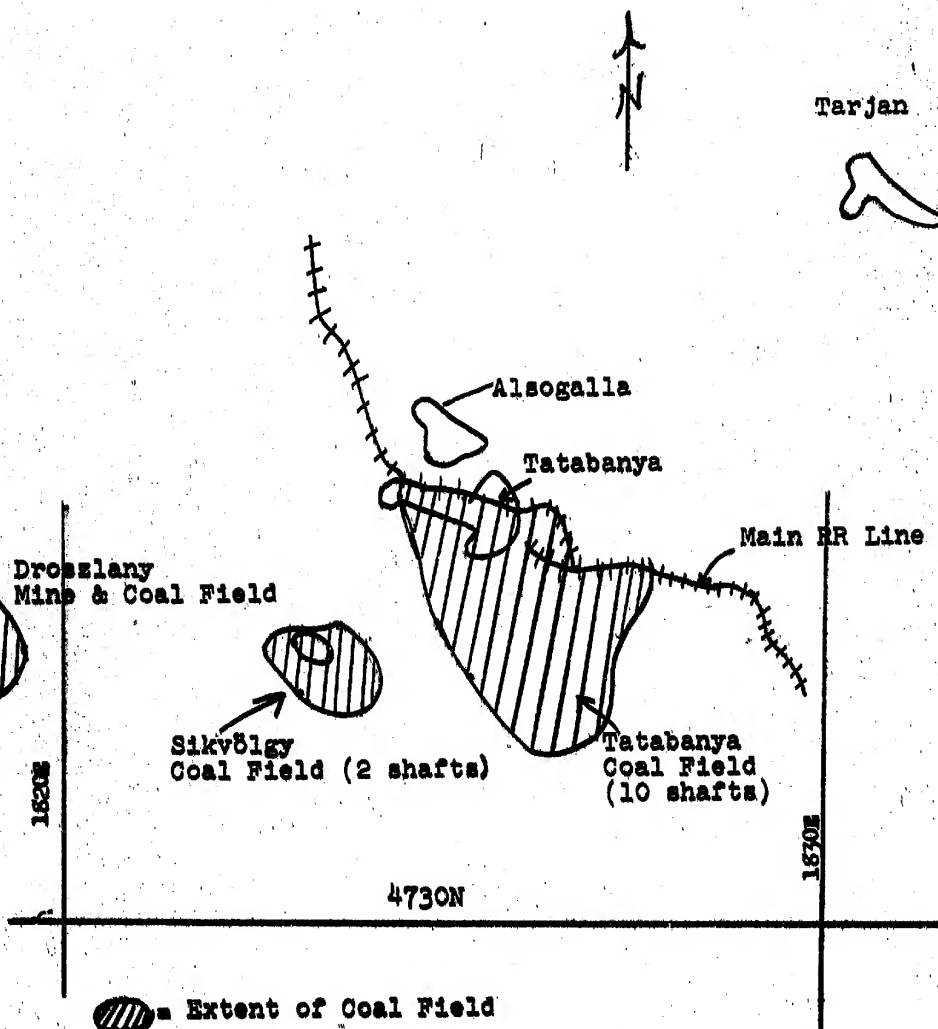 N
Tarjan
Alsogalla
Tatabanya
Main RR Line
Droszlany
Mine & Coal Field
Sikvölgy
Coal Field (2 shafts)
Tatabanya
Coal Field
(10 shafts)
1820E
1830E
4730N
= Extent of Coal Field